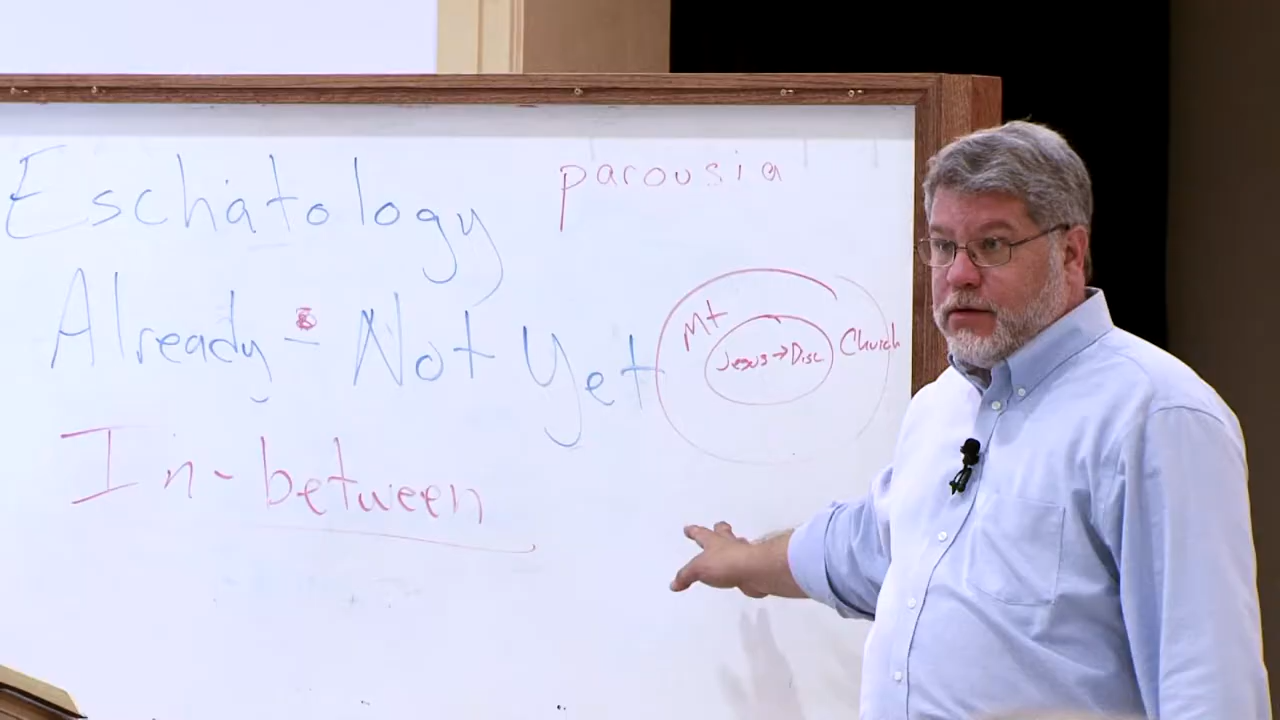 Eschatology
parousia
Already - Not Yet
Mt
Jesus → Disc
Church
In-between